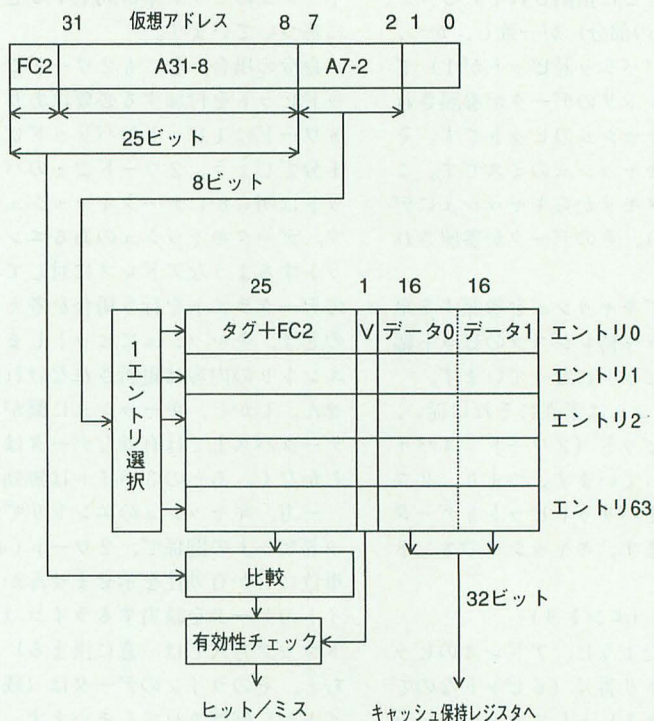 31 仮想アドレス 8 7 2 1 0
FC2 A31-8 A7-2
25ビット
8ビット
25 1 16 16
タグ+FC2 V データ0 データ1 エントリ0
エントリ1
エントリ2
エントリ63
1エントリ選択
比較
32ビット
有効性チェック
ヒット/ミス キャッシュ保持レジスタへ